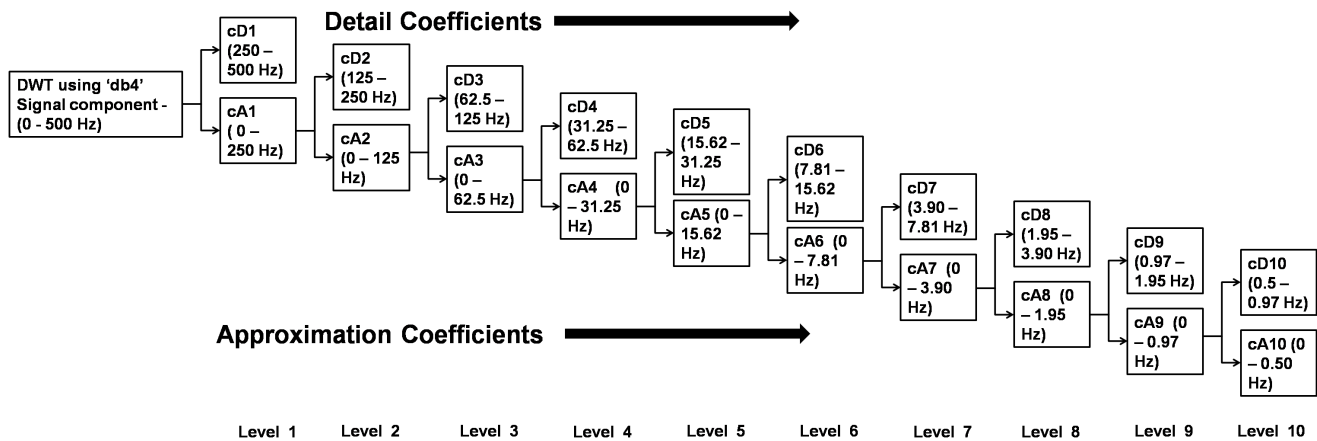 Detail Coefficients
DWT using ‘db4’
Signal component -
(0 - 500 Hz)
cD1
(250 –
500 Hz)
cA1
( 0 –
250 Hz)
cD2
(125 –
250 Hz)
cA2
(0 – 125
Hz)
cD3
(62.5 –
125 Hz)
cA3
(0 –
62.5 Hz)
cD4
(31.25 –
62.5 Hz)
cA4 (0
– 31.25
Hz)
cD5
(15.62 –
31.25
Hz)
cA5 (0 –
15.62
Hz)
cD6
(7.81 –
15.62
Hz)
cA6 (0
– 7.81
Hz)
cD7
(3.90 –
7.81 Hz)
cA7 (0
– 3.90
Hz)
cD8
(1.95 –
3.90 Hz)
cA8 (0
– 1.95
Hz)
cD9
(0.97 –
1.95 Hz)
cA9 (0
– 0.97
Hz)
cD10
(0.5 –
0.97 Hz)
cA10 (0
– 0.50
Hz)
Approximation Coefficients
Level 1 Level 2 Level 3 Level 4 Level 5 Level 6 Level 7 Level 8 Level 9 Level 10